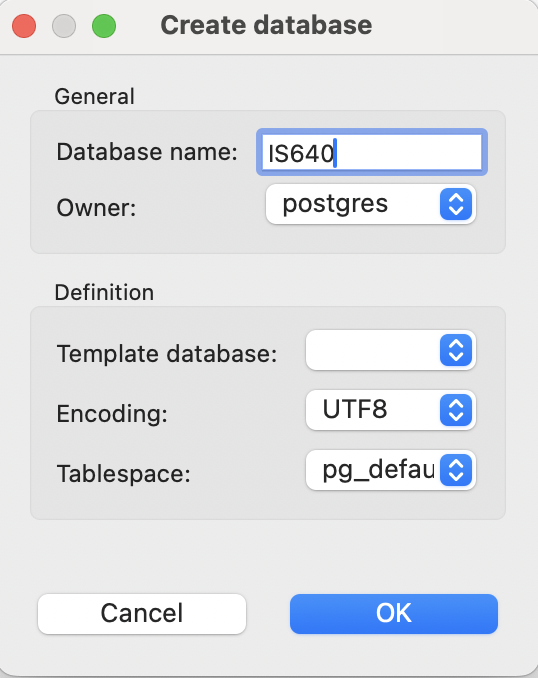 Create database
General
Database name: IS640
Owner: postgres
Definition
Template database:
Encoding: UTF8
Tablespace: pg_defau
Cancel OK